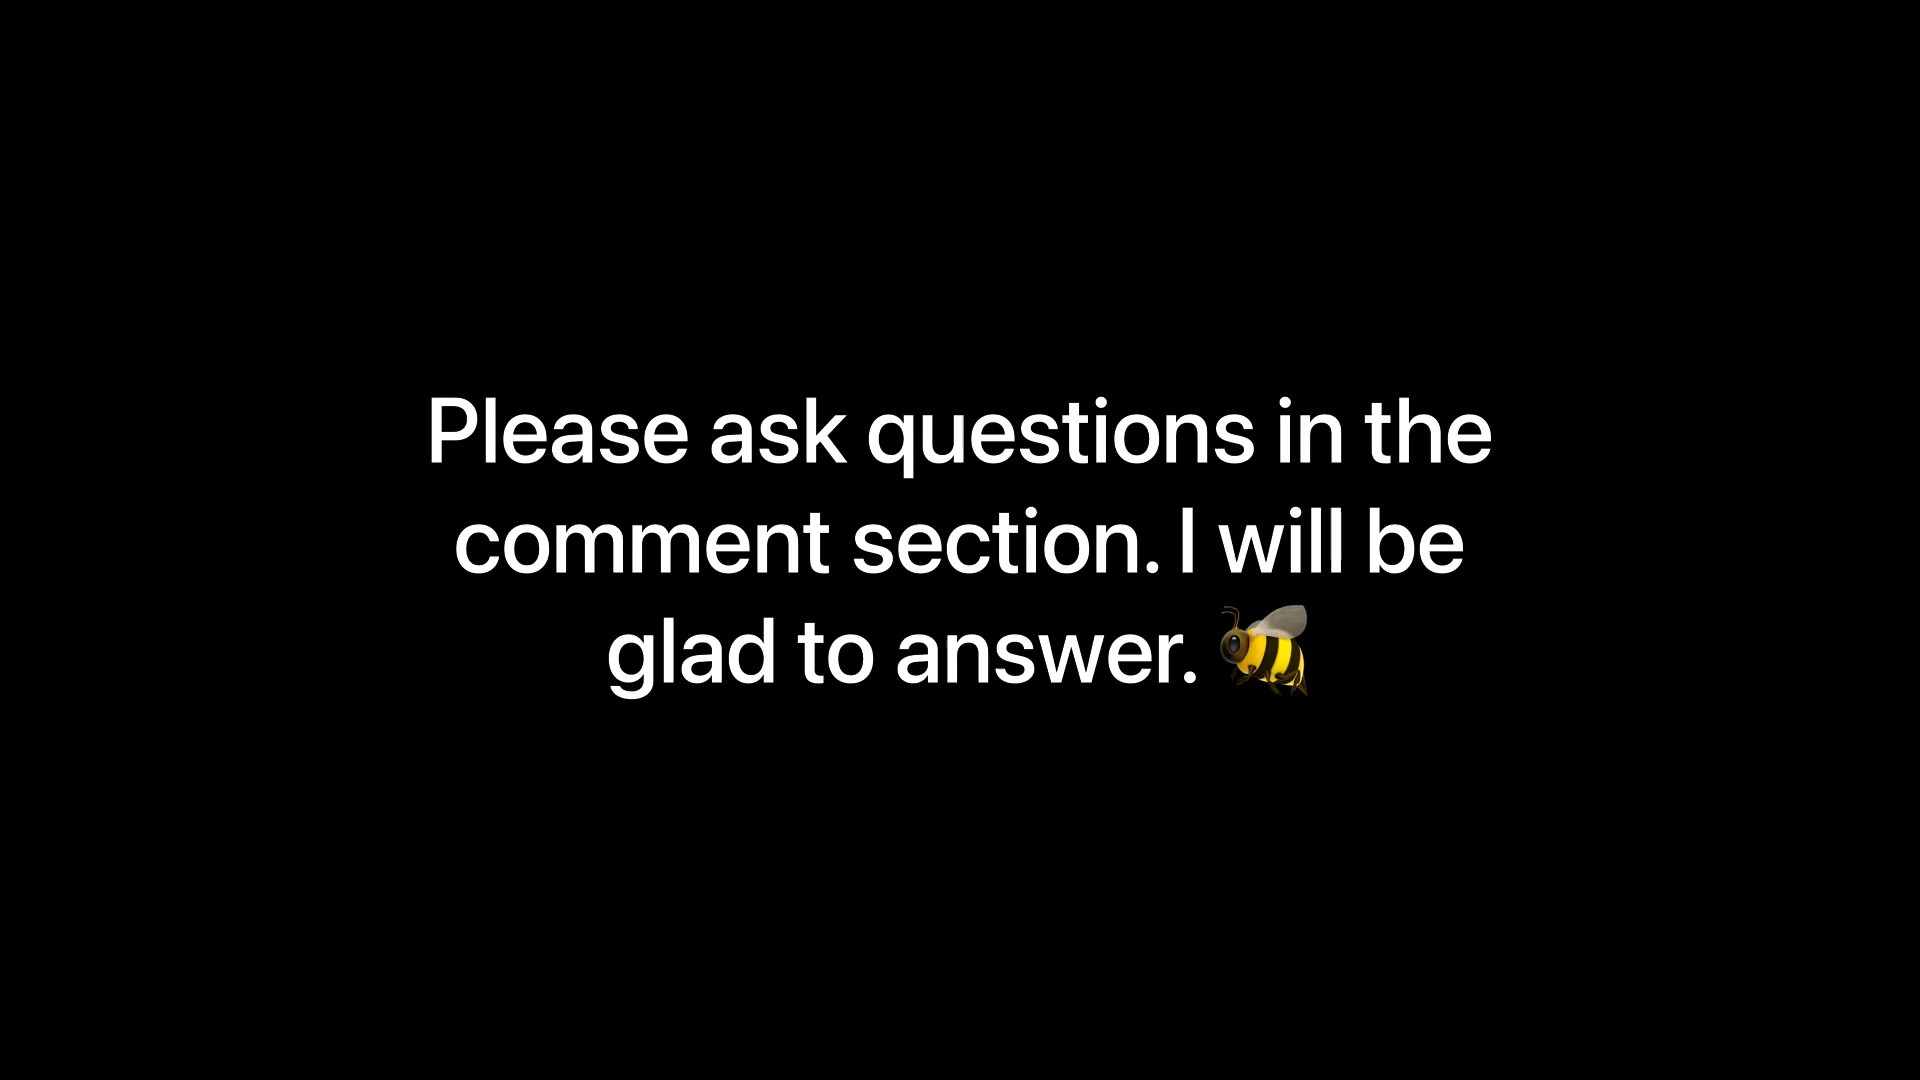 Please ask questions in the
comment section. I will be
glad to answer. 🐝